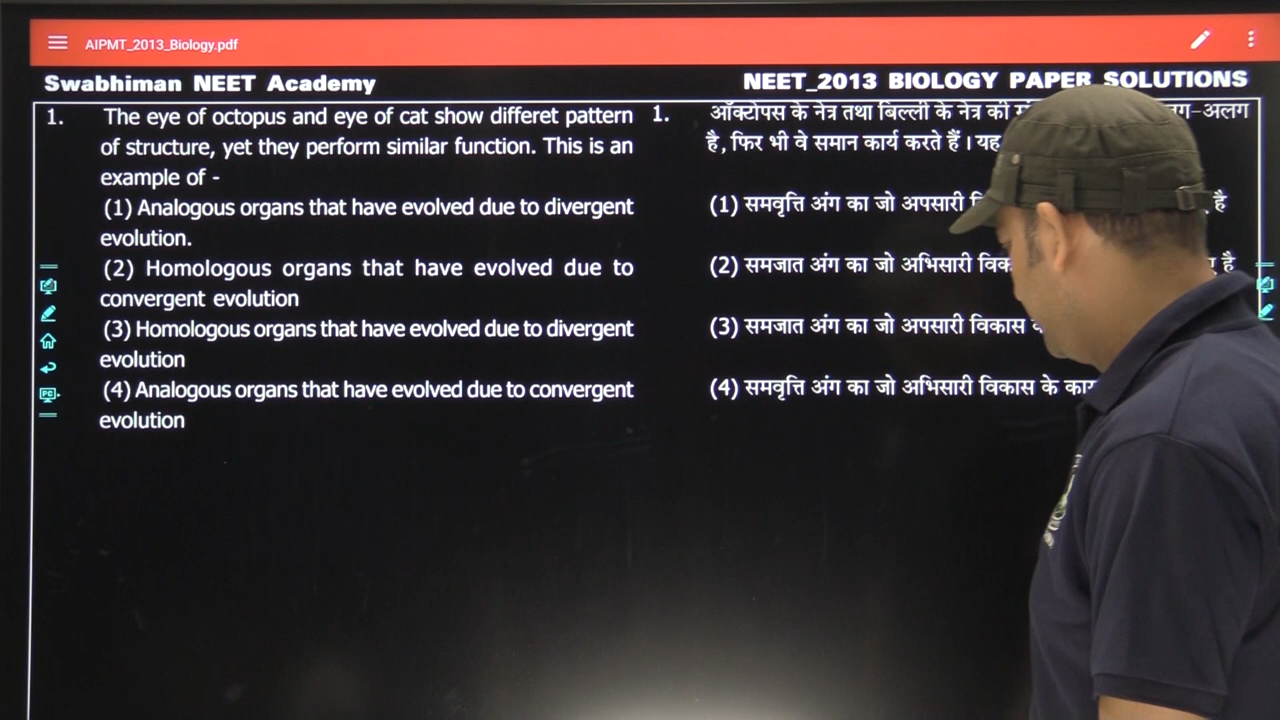 AIPMT_2013_Biology.pdf
Swabhiman NEET Academy
NEET_2013 BIOLOGY PAPER SOLUTIONS
1. The eye of octopus and eye of cat show differet pattern
of structure, yet they perform similar function. This is an
example of -
(1) Analogous organs that have evolved due to divergent
evolution.
(2) Homologous organs that have evolved due to
convergent evolution
(3) Homologous organs that have evolved due to divergent
evolution
(4) Analogous organs that have evolved due to convergent
evolution
1. ऑक्टोपस के नेत्र तथा बिल्ली के नेत्र की
है, फिर भी वे समान कार्य करते हैं। यह
(1) समवृत्ति अंग का जो अपसारी है
(2) समजात अंग का जो अभिसारी है
(3) समजात अंग का जो अपसारी विकास
(4) समवृत्ति अंग का जो अभिसारी विकास के
PC